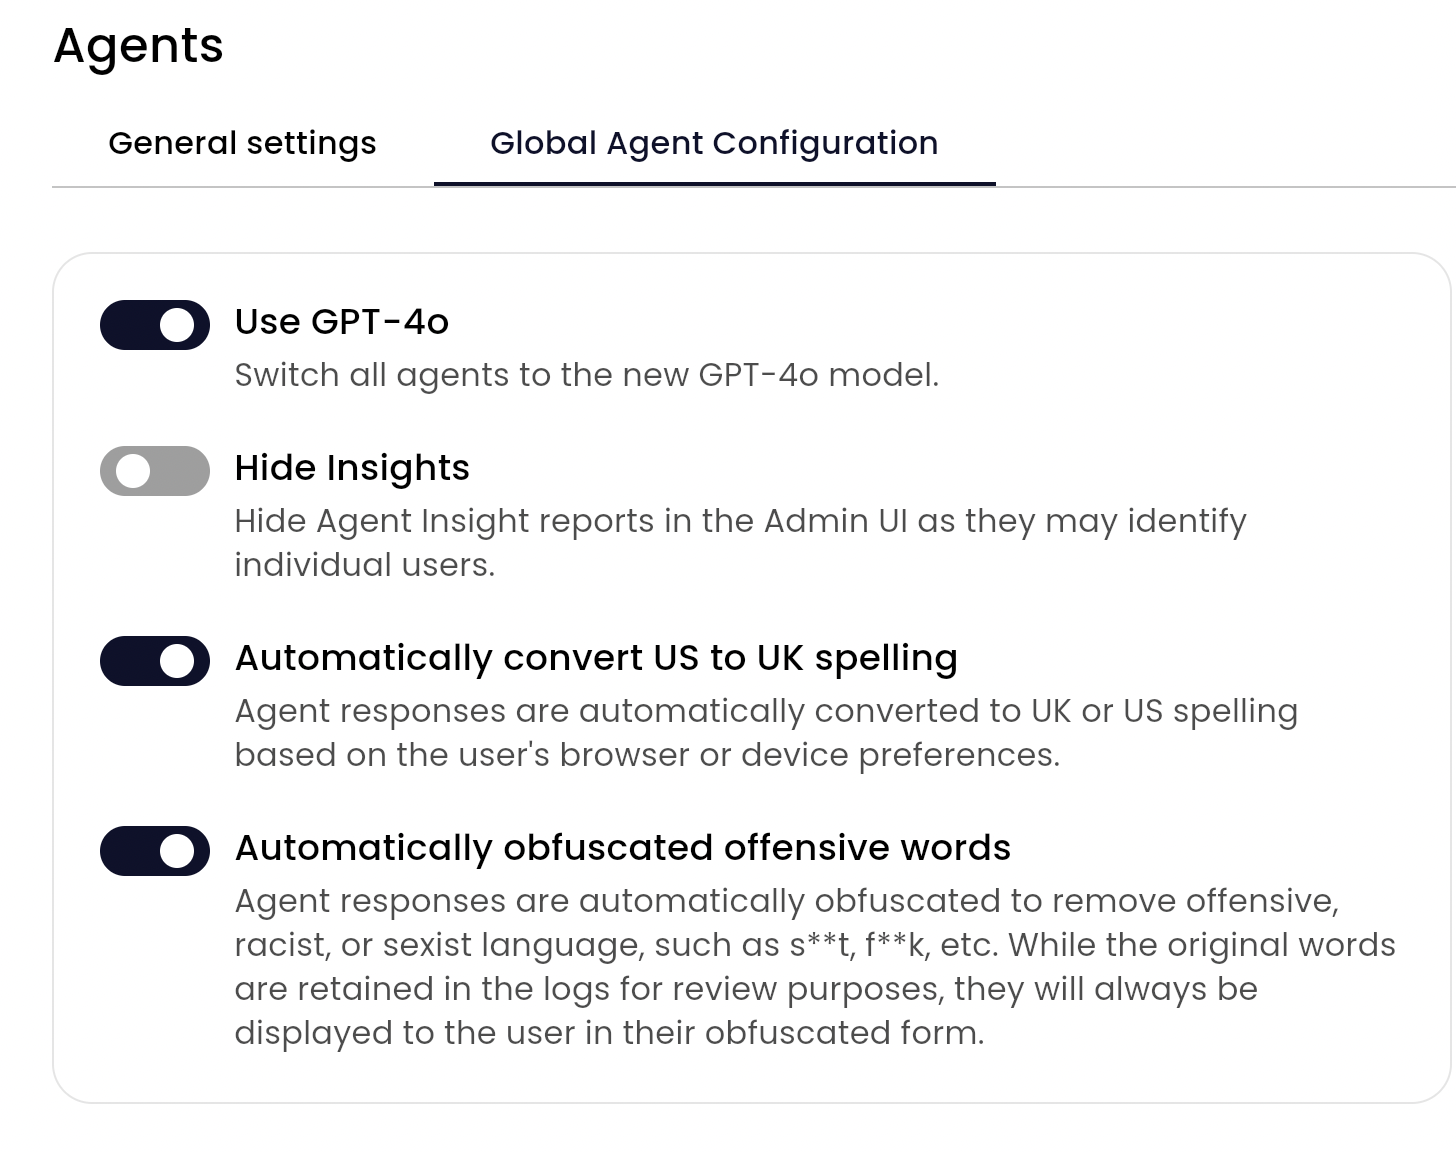 Agents
General settings
Global Agent Configuration
Use GPT-4o
Switch all agents to the new GPT-4o model.
Hide Insights
Hide Agent Insight reports in the Admin UI as they may identify
individual users.
Automatically convert US to UK spelling
Agent responses are automatically converted to UK or US spelling
based on the user's browser or device preferences.
Automatically obfuscated offensive words
Agent responses are automatically obfuscated to remove offensive,
racist, or sexist language, such as s**t, f**k, etc. While the original words
are retained in the logs for review purposes, they will always be
displayed to the user in their obfuscated form.